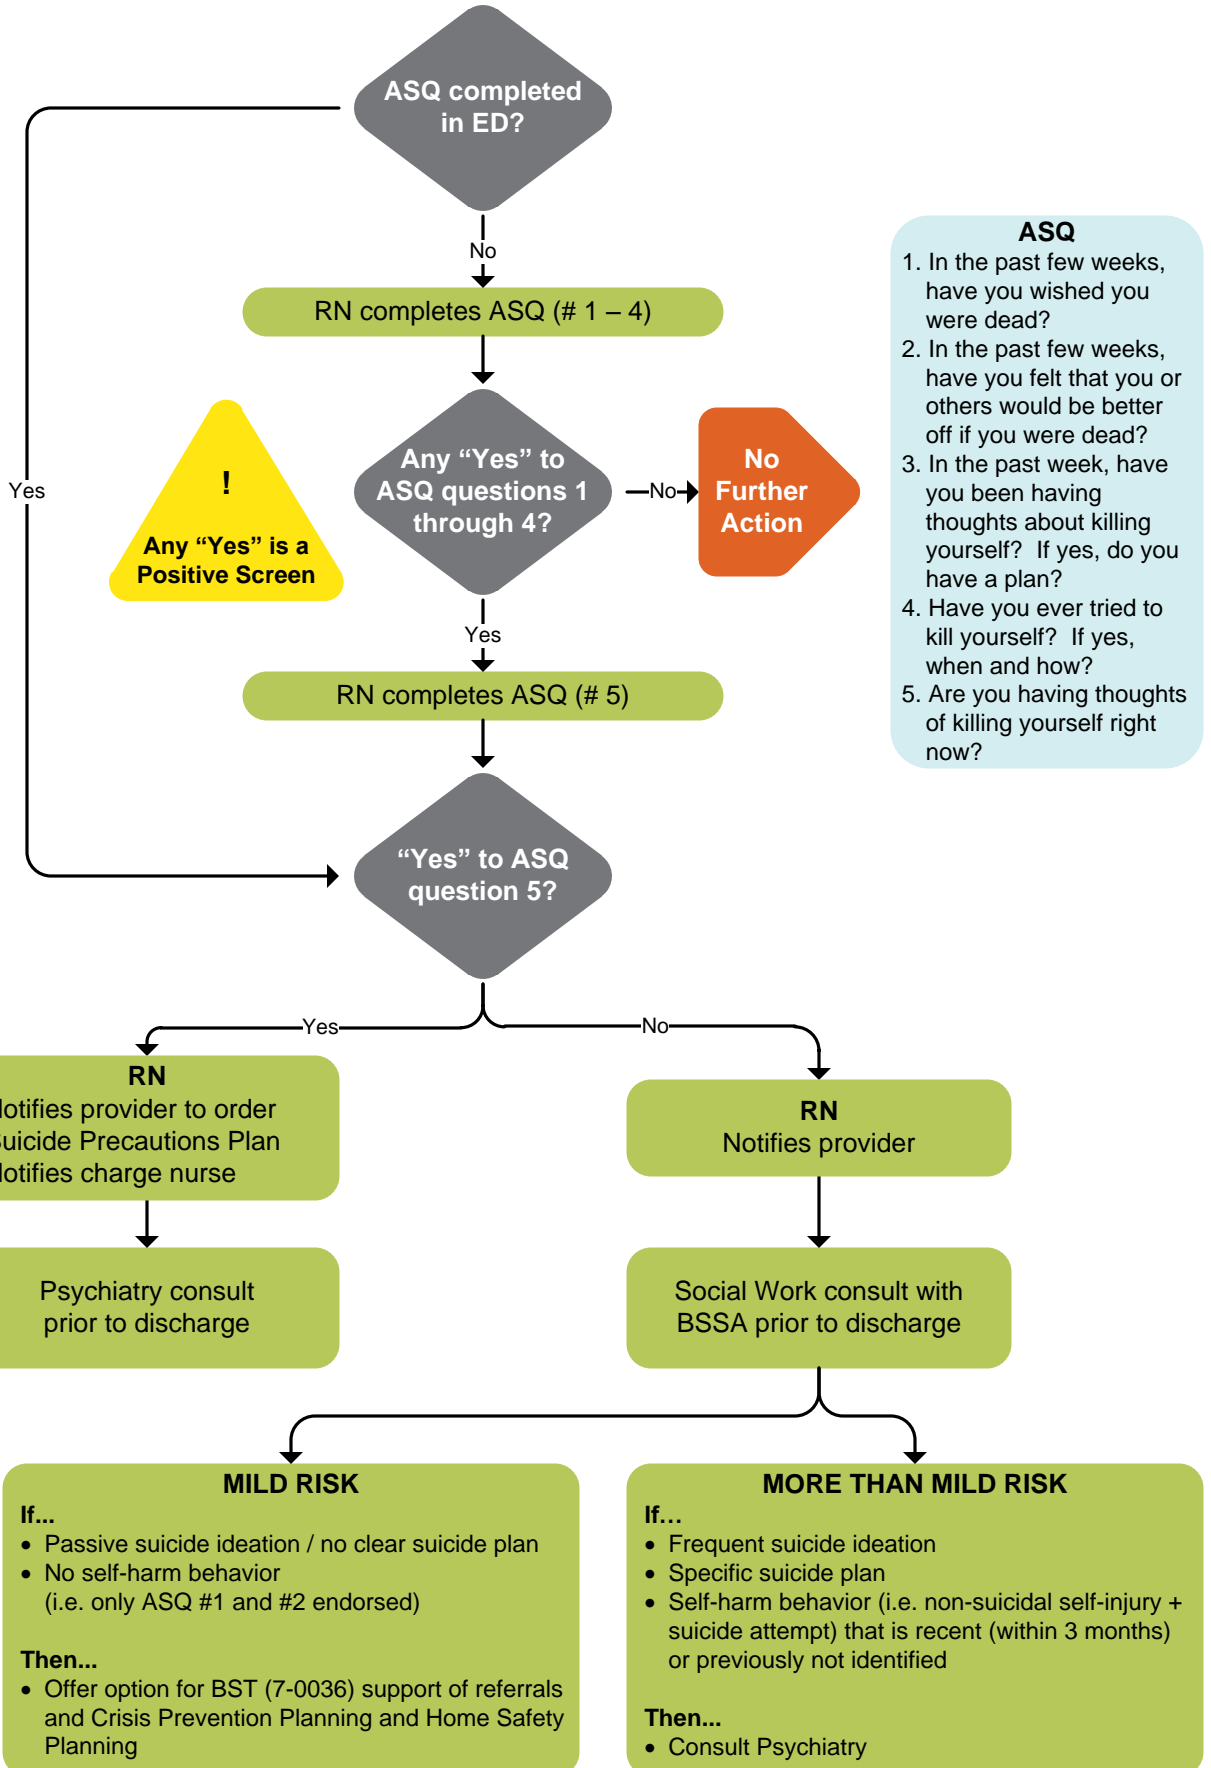 ASQ completed
in ED?
No
RN completes ASQ (# 1 – 4)
ASQ
1. In the past few weeks,
have you wished you
were dead?
2. In the past few weeks,
have you felt that you or
others would be better
off if you were dead?
3. In the past week, have
you been having
thoughts about killing
yourself?  If yes, do you
have a plan?
4. Have you ever tried to
kill yourself?  If yes,
when and how?
5. Are you having thoughts
of killing yourself right
now?
Yes
!
Any “Yes” is a
Positive Screen
Any “Yes” to
ASQ questions 1
through 4?
No
No
Further
Action
Yes
RN completes ASQ (# 5)
“Yes” to ASQ
question 5?
Yes
No
RN
otifies provider to order
uicide Precautions Plan
otifies charge nurse
RN
Notifies provider
Psychiatry consult
prior to discharge
Social Work consult with
BSSA prior to discharge
MILD RISK
If...
• Passive suicide ideation / no clear suicide plan
• No self-harm behavior
(i.e. only ASQ #1 and #2 endorsed)
Then...
• Offer option for BST (7-0036) support of referrals
and Crisis Prevention Planning and Home Safety
Planning
MORE THAN MILD RISK
If…
• Frequent suicide ideation
• Specific suicide plan
• Self-harm behavior (i.e. non-suicidal self-injury +
suicide attempt) that is recent (within 3 months)
or previously not identified
Then...
• Consult Psychiatry